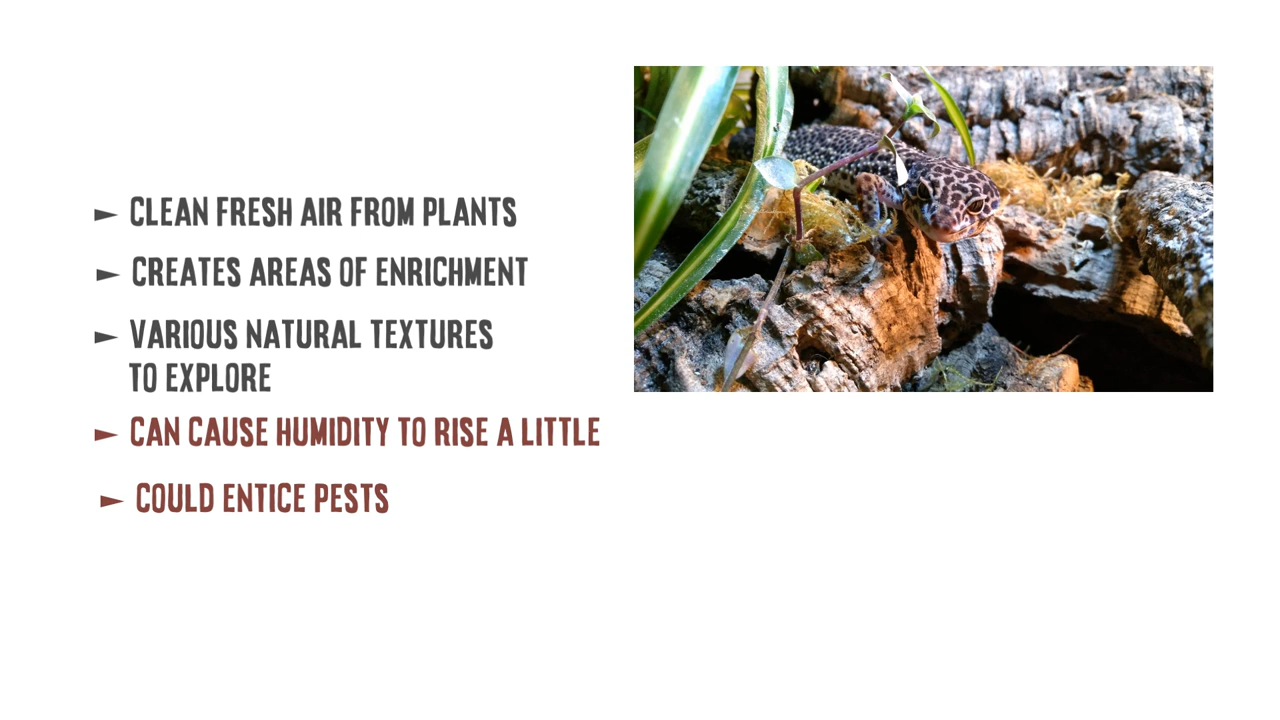 ► CLEAN FRESH AIR FROM PLANTS
► CREATES AREAS OF ENRICHMENT
► VARIOUS NATURAL TEXTURES
TO EXPLORE
► CAN CAUSE HUMIDITY TO RISE A LITTLE
► COULD ENTICE PESTS